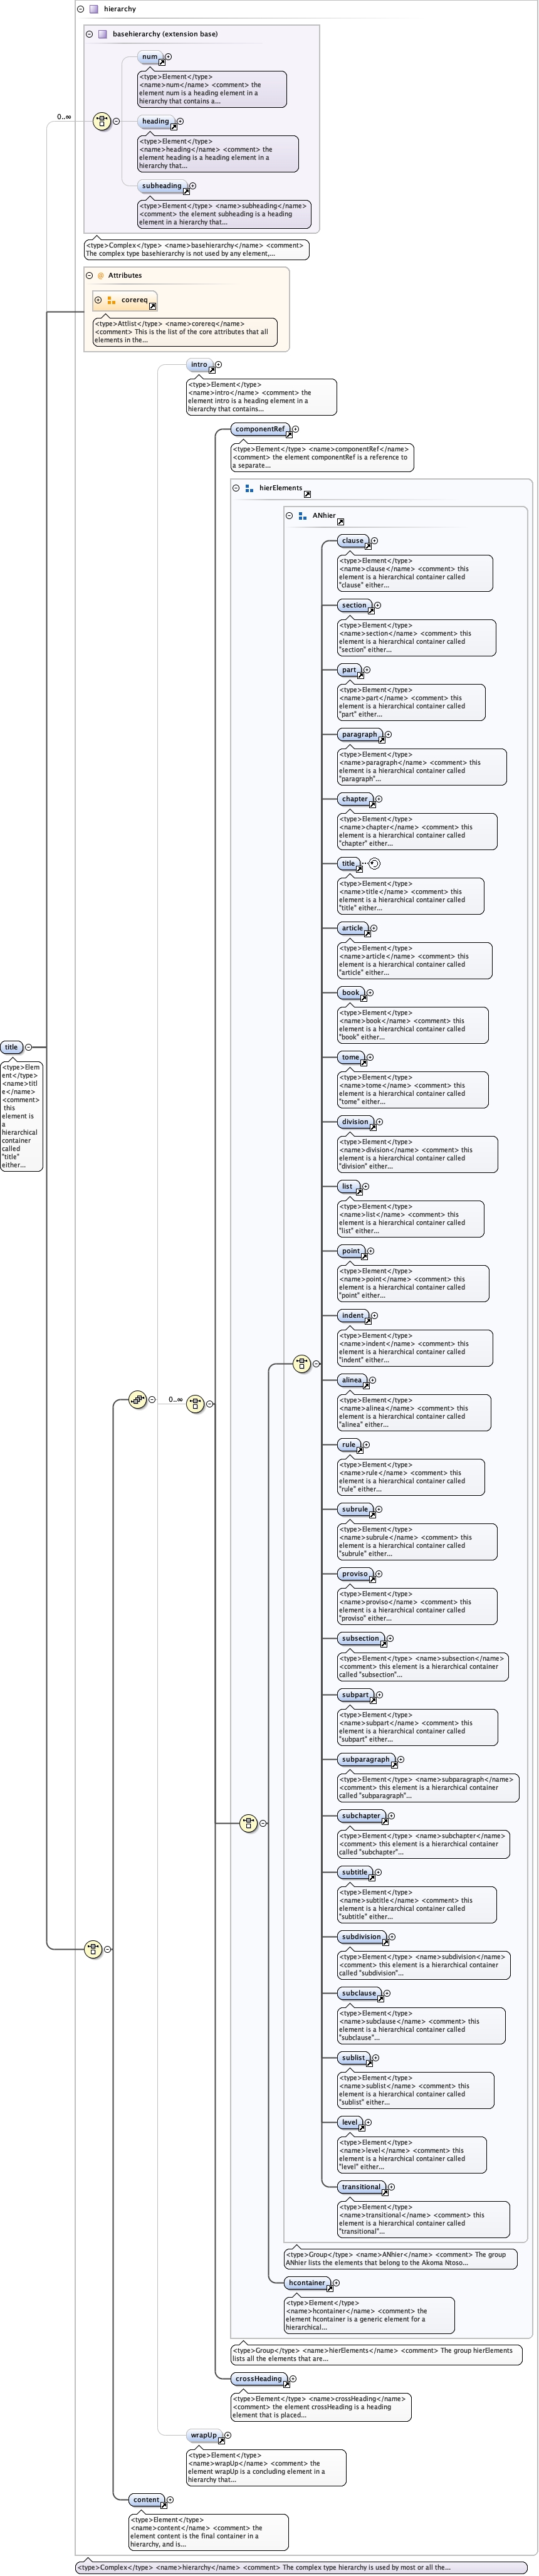 hierarchy
basehierarchy (extension base)
num
<type>Element</type>
<name>num</name> <comment> the
element num is a heading element in a
hierarchy that contains a...
0..∞
heading
<type>Element</type>
<name>heading</name> <comment> the
element heading is a heading element in a
hierarchy that...
subheading
<type>Element</type> <name>subheading</name>
<comment> the element subheading is a heading
element in a hierarchy that...
<type>Complex</type> <name>basehierarchy</name> <comment>
The complex type basehierarchy is not used by any element,...
@ Attributes
corereq
<type>Attlist</type> <name>corereq</name>
<comment> This is the list of the core attributes that all
elements in the...
intro
<type>Element</type>
<name>intro</name> <comment> the
element intro is a heading element in a
hierarchy that contains...
componentRef
<type>Element</type> <name>componentRef</name>
<comment> the element componentRef is a reference to
a separate...
hierElements
ANhier
clause
<type>Element</type>
<name>clause</name> <comment> this
element is a hierarchical container called
"clause" either...
section
<type>Element</type>
<name>section</name> <comment> this
element is a hierarchical container called
"section" either...
part
<type>Element</type>
<name>part</name> <comment> this
element is a hierarchical container called
"part" either...
paragraph
<type>Element</type>
<name>paragraph</name> <comment> this
element is a hierarchical container called
"paragraph"...
chapter
<type>Element</type>
<name>chapter</name> <comment> this
element is a hierarchical container called
"chapter" either...
title
<type>Element</type>
<name>title</name> <comment> this
element is a hierarchical container called
"title" either...
article
<type>Element</type>
<name>article</name> <comment> this
element is a hierarchical container called
"article" either...
book
<type>Element</type>
<name>book</name> <comment> this
element is a hierarchical container called
"book" either...
title
<type>Elem
ent</type>
<name>titl
e</name>
<comment>
this
element is
a
hierarchical
container
called
"title"
either...
tome
<type>Element</type>
<name>tome</name> <comment> this
element is a hierarchical container called
"tome" either...
division
<type>Element</type>
<name>division</name> <comment> this
element is a hierarchical container called
"division" either...
list
<type>Element</type>
<name>list</name> <comment> this
element is a hierarchical container called
"list" either...
point
<type>Element</type>
<name>point</name> <comment> this
element is a hierarchical container called
"point" either...
indent
<type>Element</type>
<name>indent</name> <comment> this
element is a hierarchical container called
"indent" either...
alinea
<type>Element</type>
<name>alinea</name> <comment> this
element is a hierarchical container called
"alinea" either...
0..∞
rule
<type>Element</type>
<name>rule</name> <comment> this
element is a hierarchical container called
"rule" either...
subrule
<type>Element</type>
<name>subrule</name> <comment> this
element is a hierarchical container called
"subrule" either...
proviso
<type>Element</type>
<name>proviso</name> <comment> this
element is a hierarchical container called
"proviso" either...
subsection
<type>Element</type> <name>subsection</name>
<comment> this element is a hierarchical container
called "subsection"...
subpart
<type>Element</type>
<name>subpart</name> <comment> this
element is a hierarchical container called
"subpart" either...
subparagraph
<type>Element</type> <name>subparagraph</name>
<comment> this element is a hierarchical container
called "subparagraph"...
subchapter
<type>Element</type> <name>subchapter</name>
<comment> this element is a hierarchical container
called "subchapter"...
subtitle
<type>Element</type>
<name>subtitle</name> <comment> this
element is a hierarchical container called
"subtitle" either...
subdivision
<type>Element</type> <name>subdivision</name>
<comment> this element is a hierarchical container
called "subdivision"...
subclause
<type>Element</type>
<name>subclause</name> <comment> this
element is a hierarchical container called
"subclause"...
sublist
<type>Element</type>
<name>sublist</name> <comment> this
element is a hierarchical container called
"sublist" either...
level
<type>Element</type>
<name>level</name> <comment> this
element is a hierarchical container called
"level" either...
transitional
<type>Element</type>
<name>transitional</name> <comment> this
element is a hierarchical container called
"transitional"...
<type>Group</type> <name>ANhier</name> <comment> The group
ANhier lists the elements that belong to the Akoma Ntoso...
hcontainer
<type>Element</type>
<name>hcontainer</name> <comment> the
element hcontainer is a generic element for a
hierarchical...
<type>Group</type> <name>hierElements</name> <comment> The group hierElements
lists all the elements that are...
crossHeading
<type>Element</type> <name>crossHeading</name>
<comment> the element crossHeading is a heading
element that is placed...
wrapUp
<type>Element</type>
<name>wrapUp</name> <comment> the
element wrapUp is a concluding element in a
hierarchy that...
content
<type>Element</type>
<name>content</name> <comment> the
element content is the final container in a
hierarchy, and is...
<type>Complex</type> <name>hierarchy</name> <comment> The complex type hierarchy is used by most or all the...